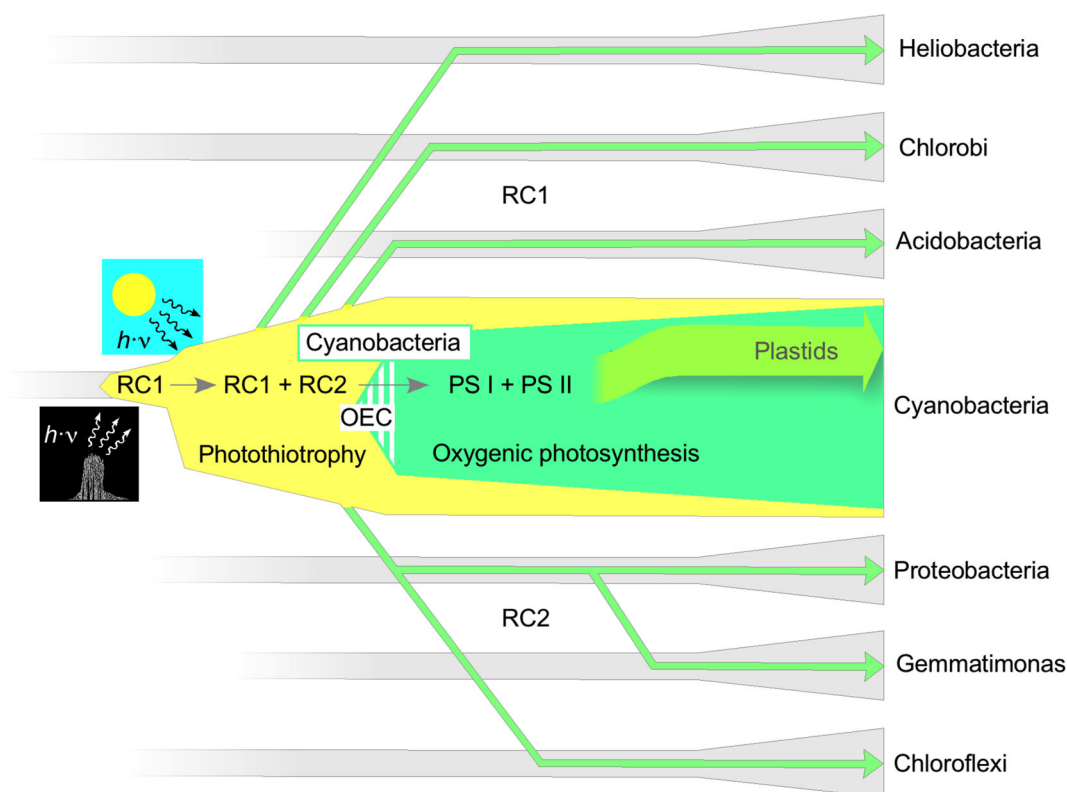 Heliobacteria
Chlorobi
RC1
Acidobacteria
h·ν
Cyanobacteria
Plastids
RC1
RC1 + RC2
PS I + PS II
Cyanobacteria
OEC
h·ν
Photothiotrophy
Oxygenic photosynthesis
Proteobacteria
RC2
Gemmatimonas
Chloroflexi